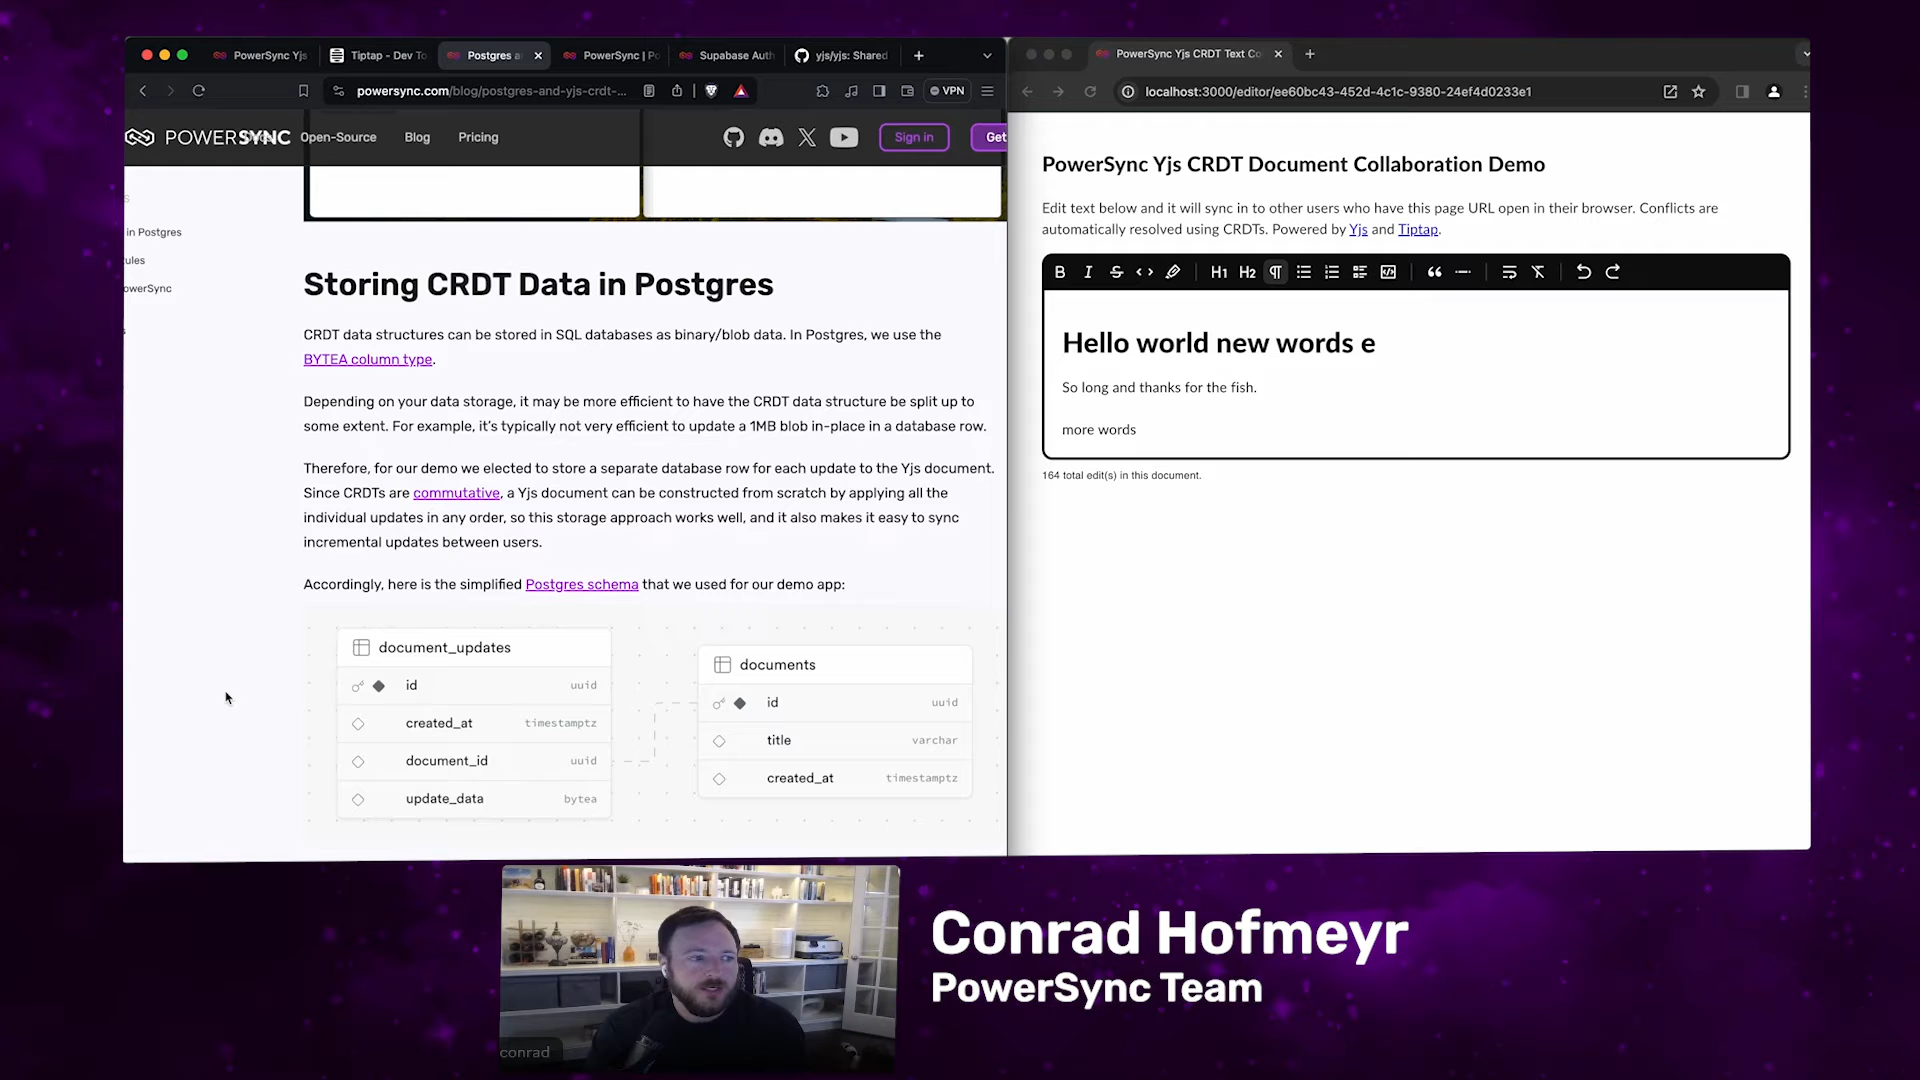 PowerSync Yjs
Tiptap - Dev To
Postgres a
PowerSync | Po
Supabase Auth
yjs/yjs: Shared
powersync.com/blog/postgres-and-yjs-crdt-...
VPN
POWERSYNC
Open-Source
Blog
Pricing
Sign in
Get
s
in Postgres
ules
owerSync
s
Storing CRDT Data in Postgres
CRDT data structures can be stored in SQL databases as binary/blob data. In Postgres, we use the
BYTEA column type.
Depending on your data storage, it may be more efficient to have the CRDT data structure be split up to
some extent. For example, it's typically not very efficient to update a 1MB blob in-place in a database row.
Therefore, for our demo we elected to store a separate database row for each update to the Yjs document.
Since CRDTs are commutative, a Yjs document can be constructed from scratch by applying all the
individual updates in any order, so this storage approach works well, and it also makes it easy to sync
incremental updates between users.
Accordingly, here is the simplified Postgres schema that we used for our demo app:
document_updates
id uuid
created_at timestamptz
document_id uuid
update_data bytea
documents
id uuid
title varchar
created_at timestamptz
PowerSync Yjs CRDT Text Co
localhost:3000/editor/ee60bc43-452d-4c1c-9380-24ef4d0233e1
PowerSync Yjs CRDT Document Collaboration Demo
Edit text below and it will sync in to other users who have this page URL open in their browser. Conflicts are
automatically resolved using CRDTs. Powered by Yjs and Tiptap.
B I S <> H1 H2
Hello world new words e
So long and thanks for the fish.
more words
164 total edit(s) in this document.
conrad
Conrad Hofmeyr
PowerSync Team